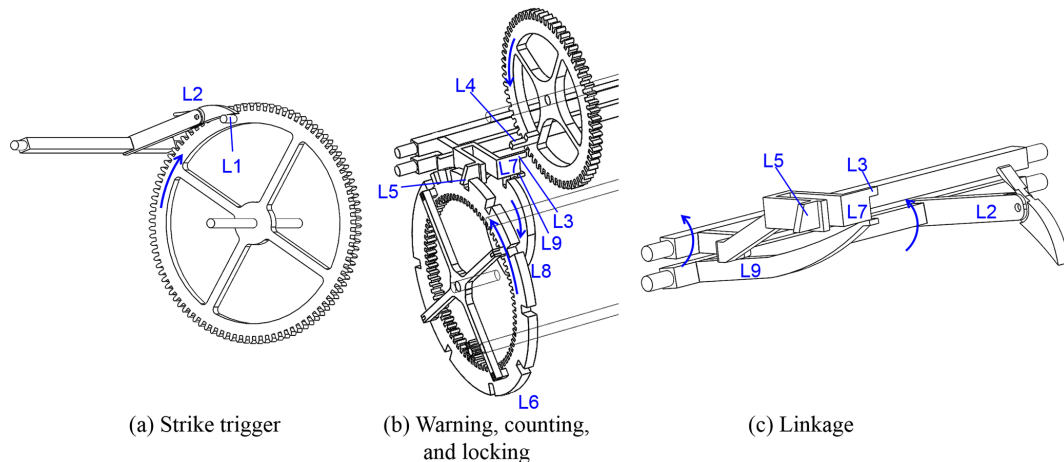 L2
L1
(a) Strike trigger
L4
L7
L5
L3
L9
L8
L6
(b) Warning, counting,
and locking
L5
L3
L7
L2
L9
(c) Linkage